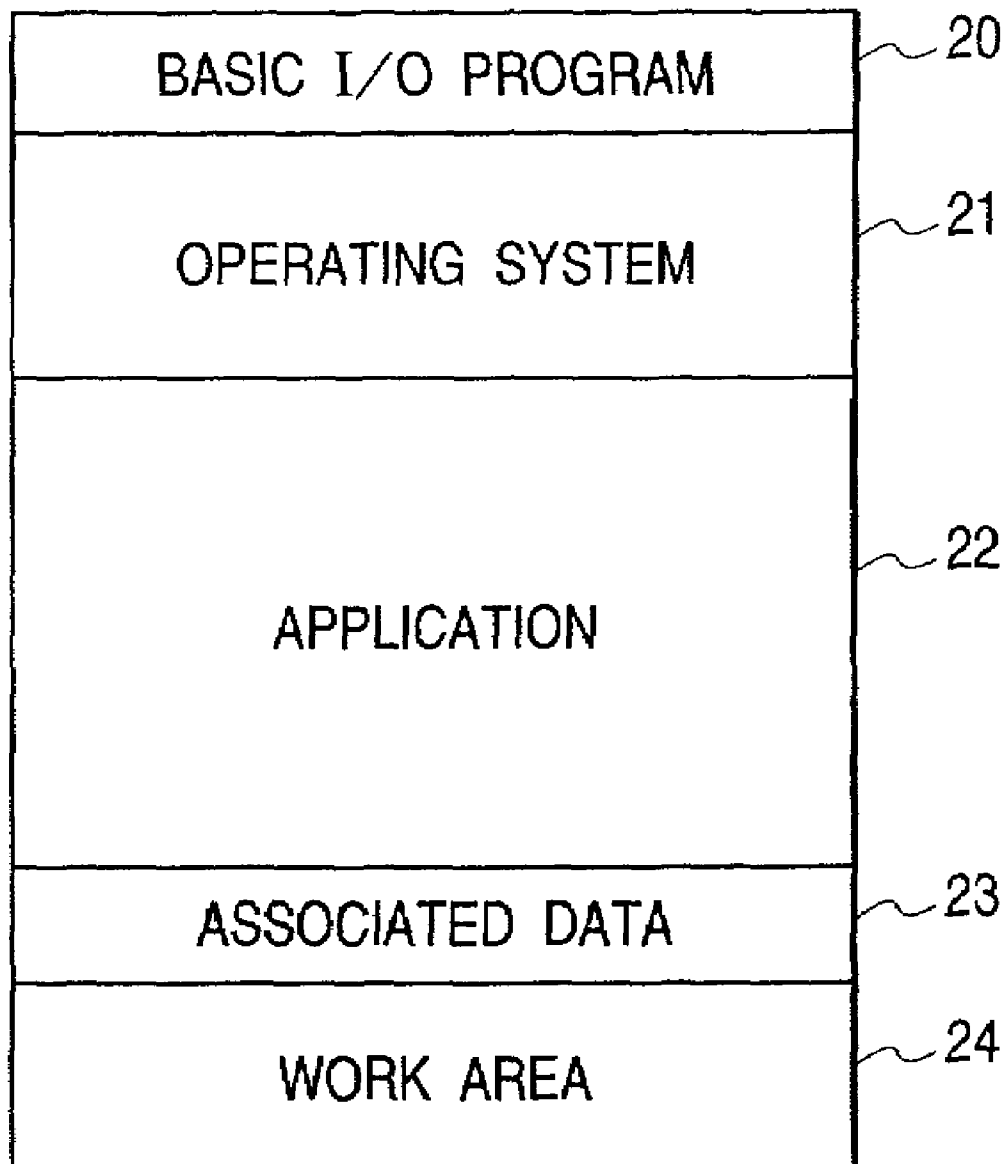 BASIC I/O PROGRAM 20
OPERATING SYSTEM 21
APPLICATION 22
ASSOCIATED DATA 23
WORK AREA 24